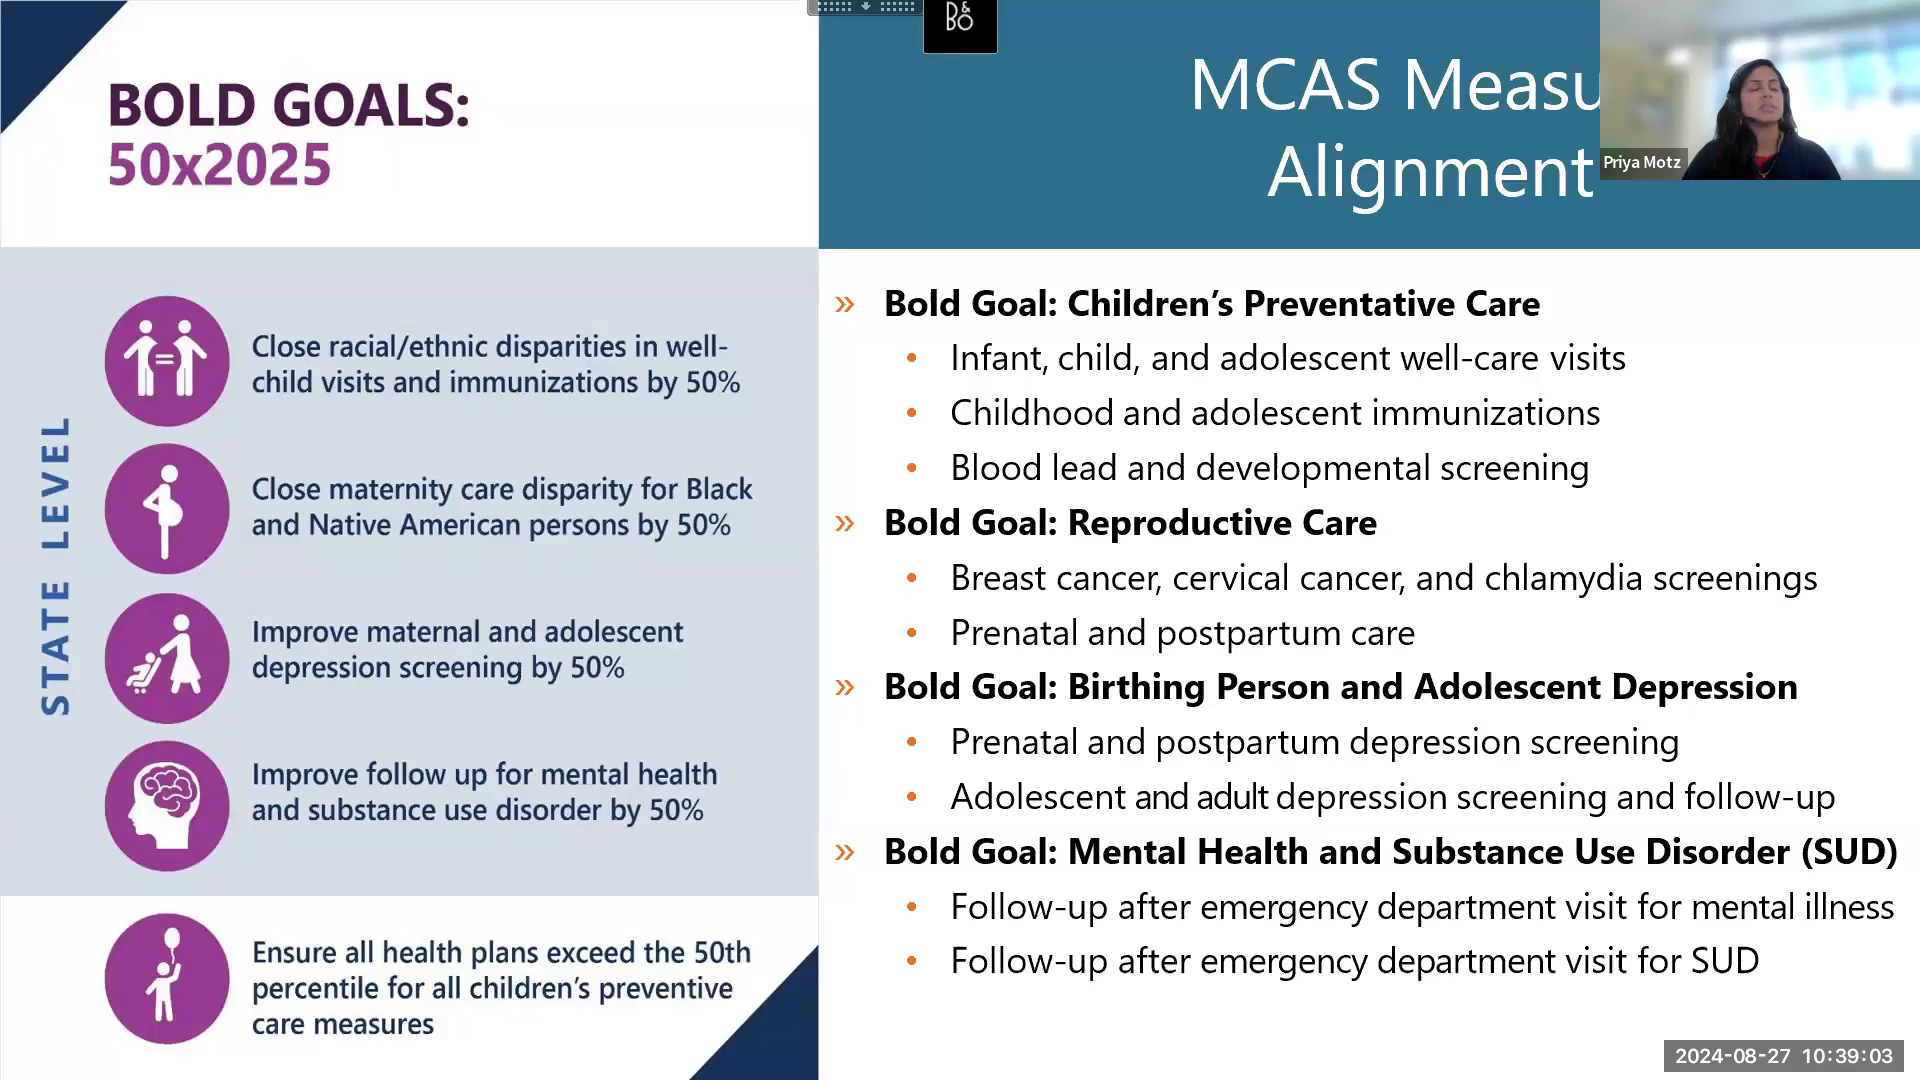 BOLD GOALS:
50x2025
STATE LEVEL
Close racial/ethnic disparities in well-
child visits and immunizations by 50%
Close maternity care disparity for Black
and Native American persons by 50%
Improve maternal and adolescent
depression screening by 50%
Improve follow up for mental health
and substance use disorder by 50%
Ensure all health plans exceed the 50th
percentile for all children’s preventive
care measures
B&
BO
MCAS Measu
Alignment
Priya Motz
» Bold Goal: Children’s Preventative Care
• Infant, child, and adolescent well-care visits
• Childhood and adolescent immunizations
• Blood lead and developmental screening
» Bold Goal: Reproductive Care
• Breast cancer, cervical cancer, and chlamydia screenings
• Prenatal and postpartum care
» Bold Goal: Birthing Person and Adolescent Depression
• Prenatal and postpartum depression screening
• Adolescent and adult depression screening and follow-up
» Bold Goal: Mental Health and Substance Use Disorder (SUD)
• Follow-up after emergency department visit for mental illness
• Follow-up after emergency department visit for SUD
2024-08-27 10:39:03